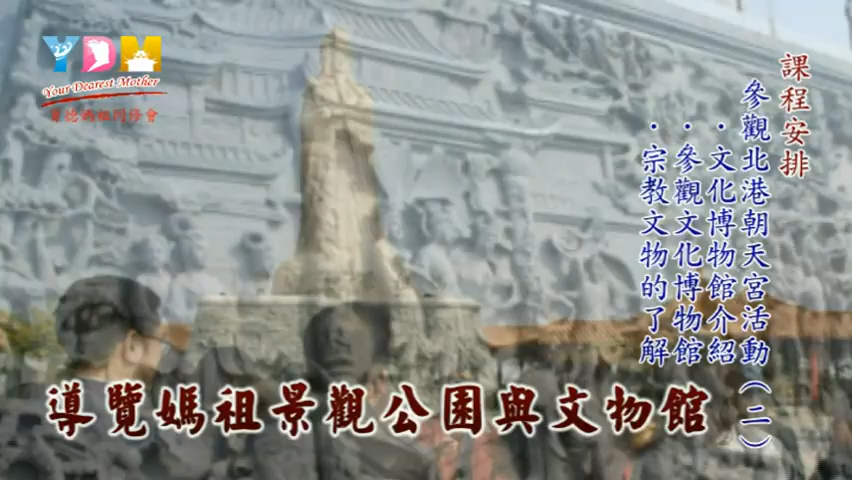 YDM
Your Dearest Mother
課程安排
參觀北港朝天宮活動(二)
．文化博物館介紹
．參觀文化博物館
．宗教文物的了解
導覽媽祖景觀公園與文物館